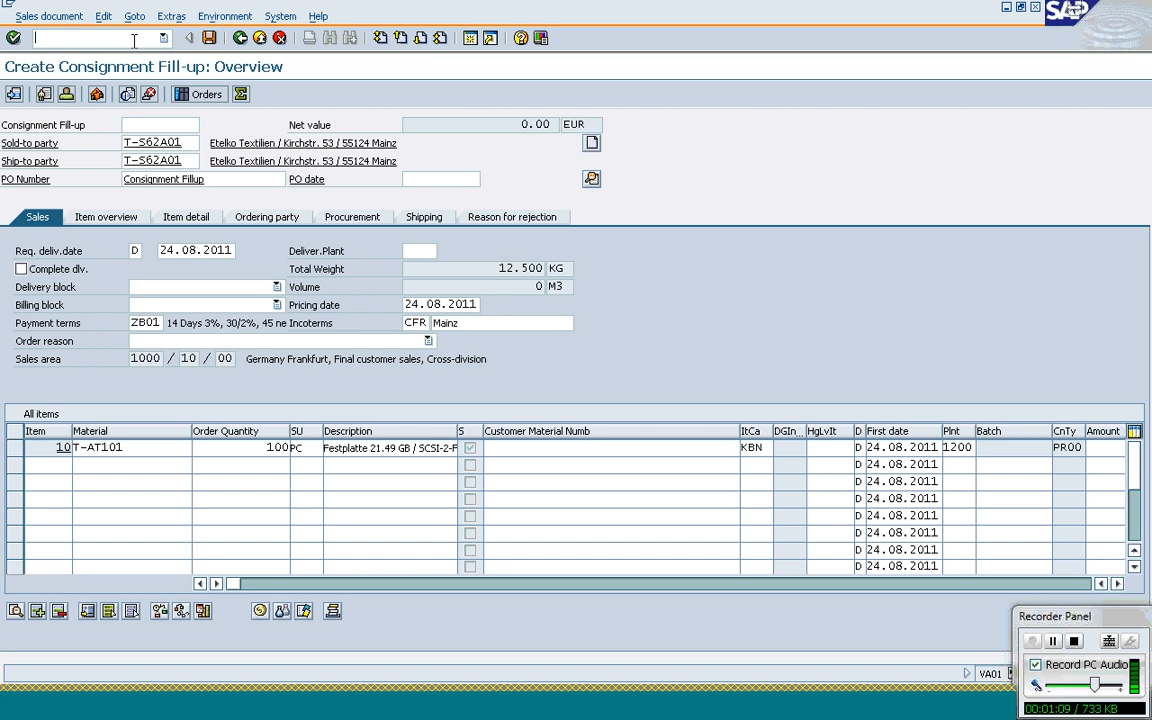 Sales document Edit Goto Extras Environment System Help
SAP
Create Consignment Fill-up: Overview
Orders
Consignment Fill-up Net value 0.00 EUR
Sold-to party T-S62A01 Etelko Textilien / Kirchstr. 53 / 55124 Mainz
Ship-to party T-S62A01 Etelko Textilien / Kirchstr. 53 / 55124 Mainz
PO Number Consignment Fillup PO date
Sales Item overview Item detail Ordering party Procurement Shipping Reason for rejection
Req. deliv.date D 24.08.2011 Deliver.Plant
Complete dlv. Total Weight 12.500 KG
Delivery block Volume 0 M3
Billing block Pricing date 24.08.2011
Payment terms ZB01 14 Days 3%, 30/2%, 45 ne Incoterms CFR Mainz
Order reason
Sales area 1000 / 10 / 00 Germany Frankfurt, Final customer sales, Cross-division
All items
Item Material Order Quantity SU Description S Customer Material Numb ItCa DGIn... HgLvIt D First date Plnt Batch CnTy Amount
10 T-AT101 100 PC Festplatte 21.49 GB / SCSI-2-F KBN D 24.08.2011 1200 PR00
D 24.08.2011
D 24.08.2011
D 24.08.2011
D 24.08.2011
D 24.08.2011
D 24.08.2011
D 24.08.2011
Recorder Panel
Record PC Audio
VA01
00:01:09 / 733 KB